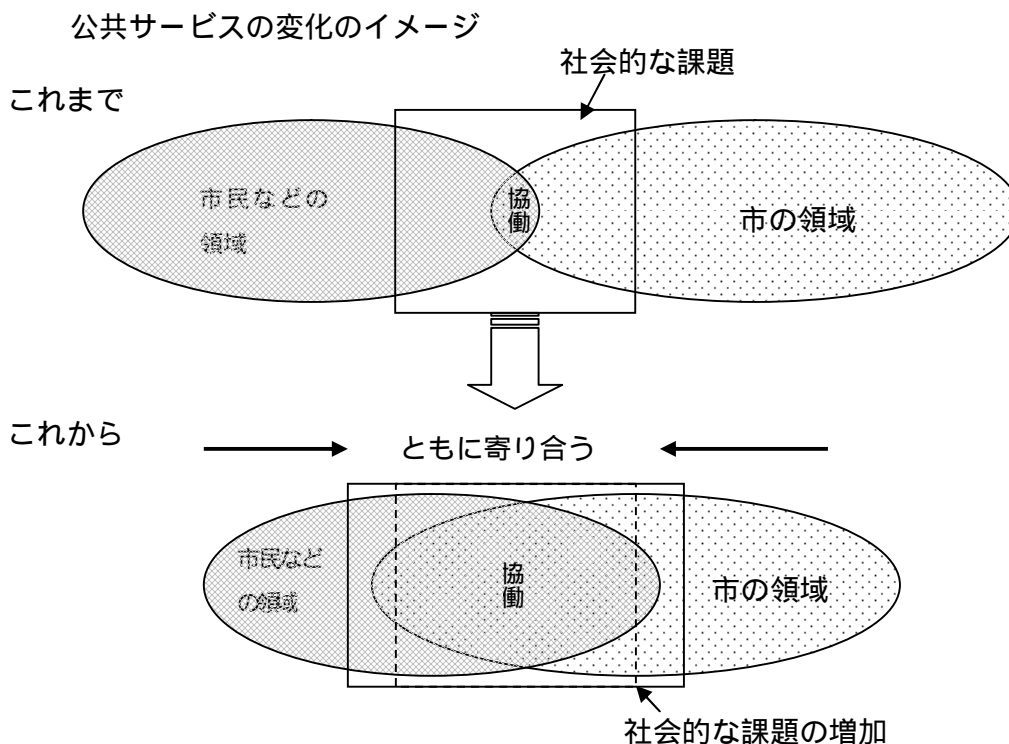 公共サービスの変化のイメージ
社会的な課題
これまで
市民などの
領域
協働
市の領域
これから
ともに寄り合う
市民など
の領域
協働
市の領域
社会的な課題の増加